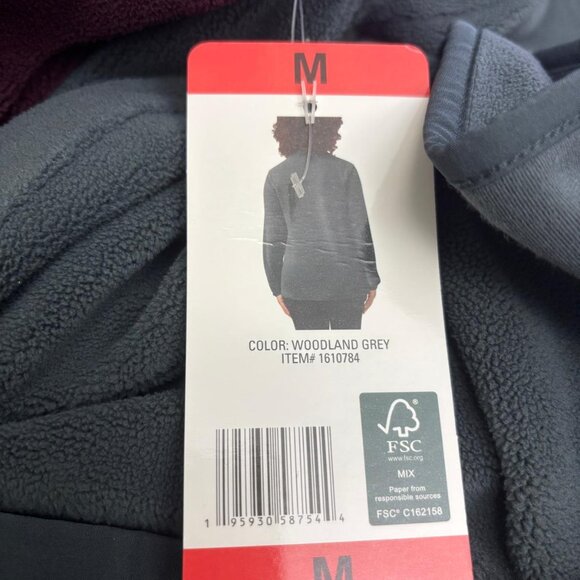 M
COLOR: WOODLAND GREY
ITEM# 1610784
FSC
www.fsc.org
MIX
Paper from
responsible sources
FSC® C162158
1 95930 58754 4
M